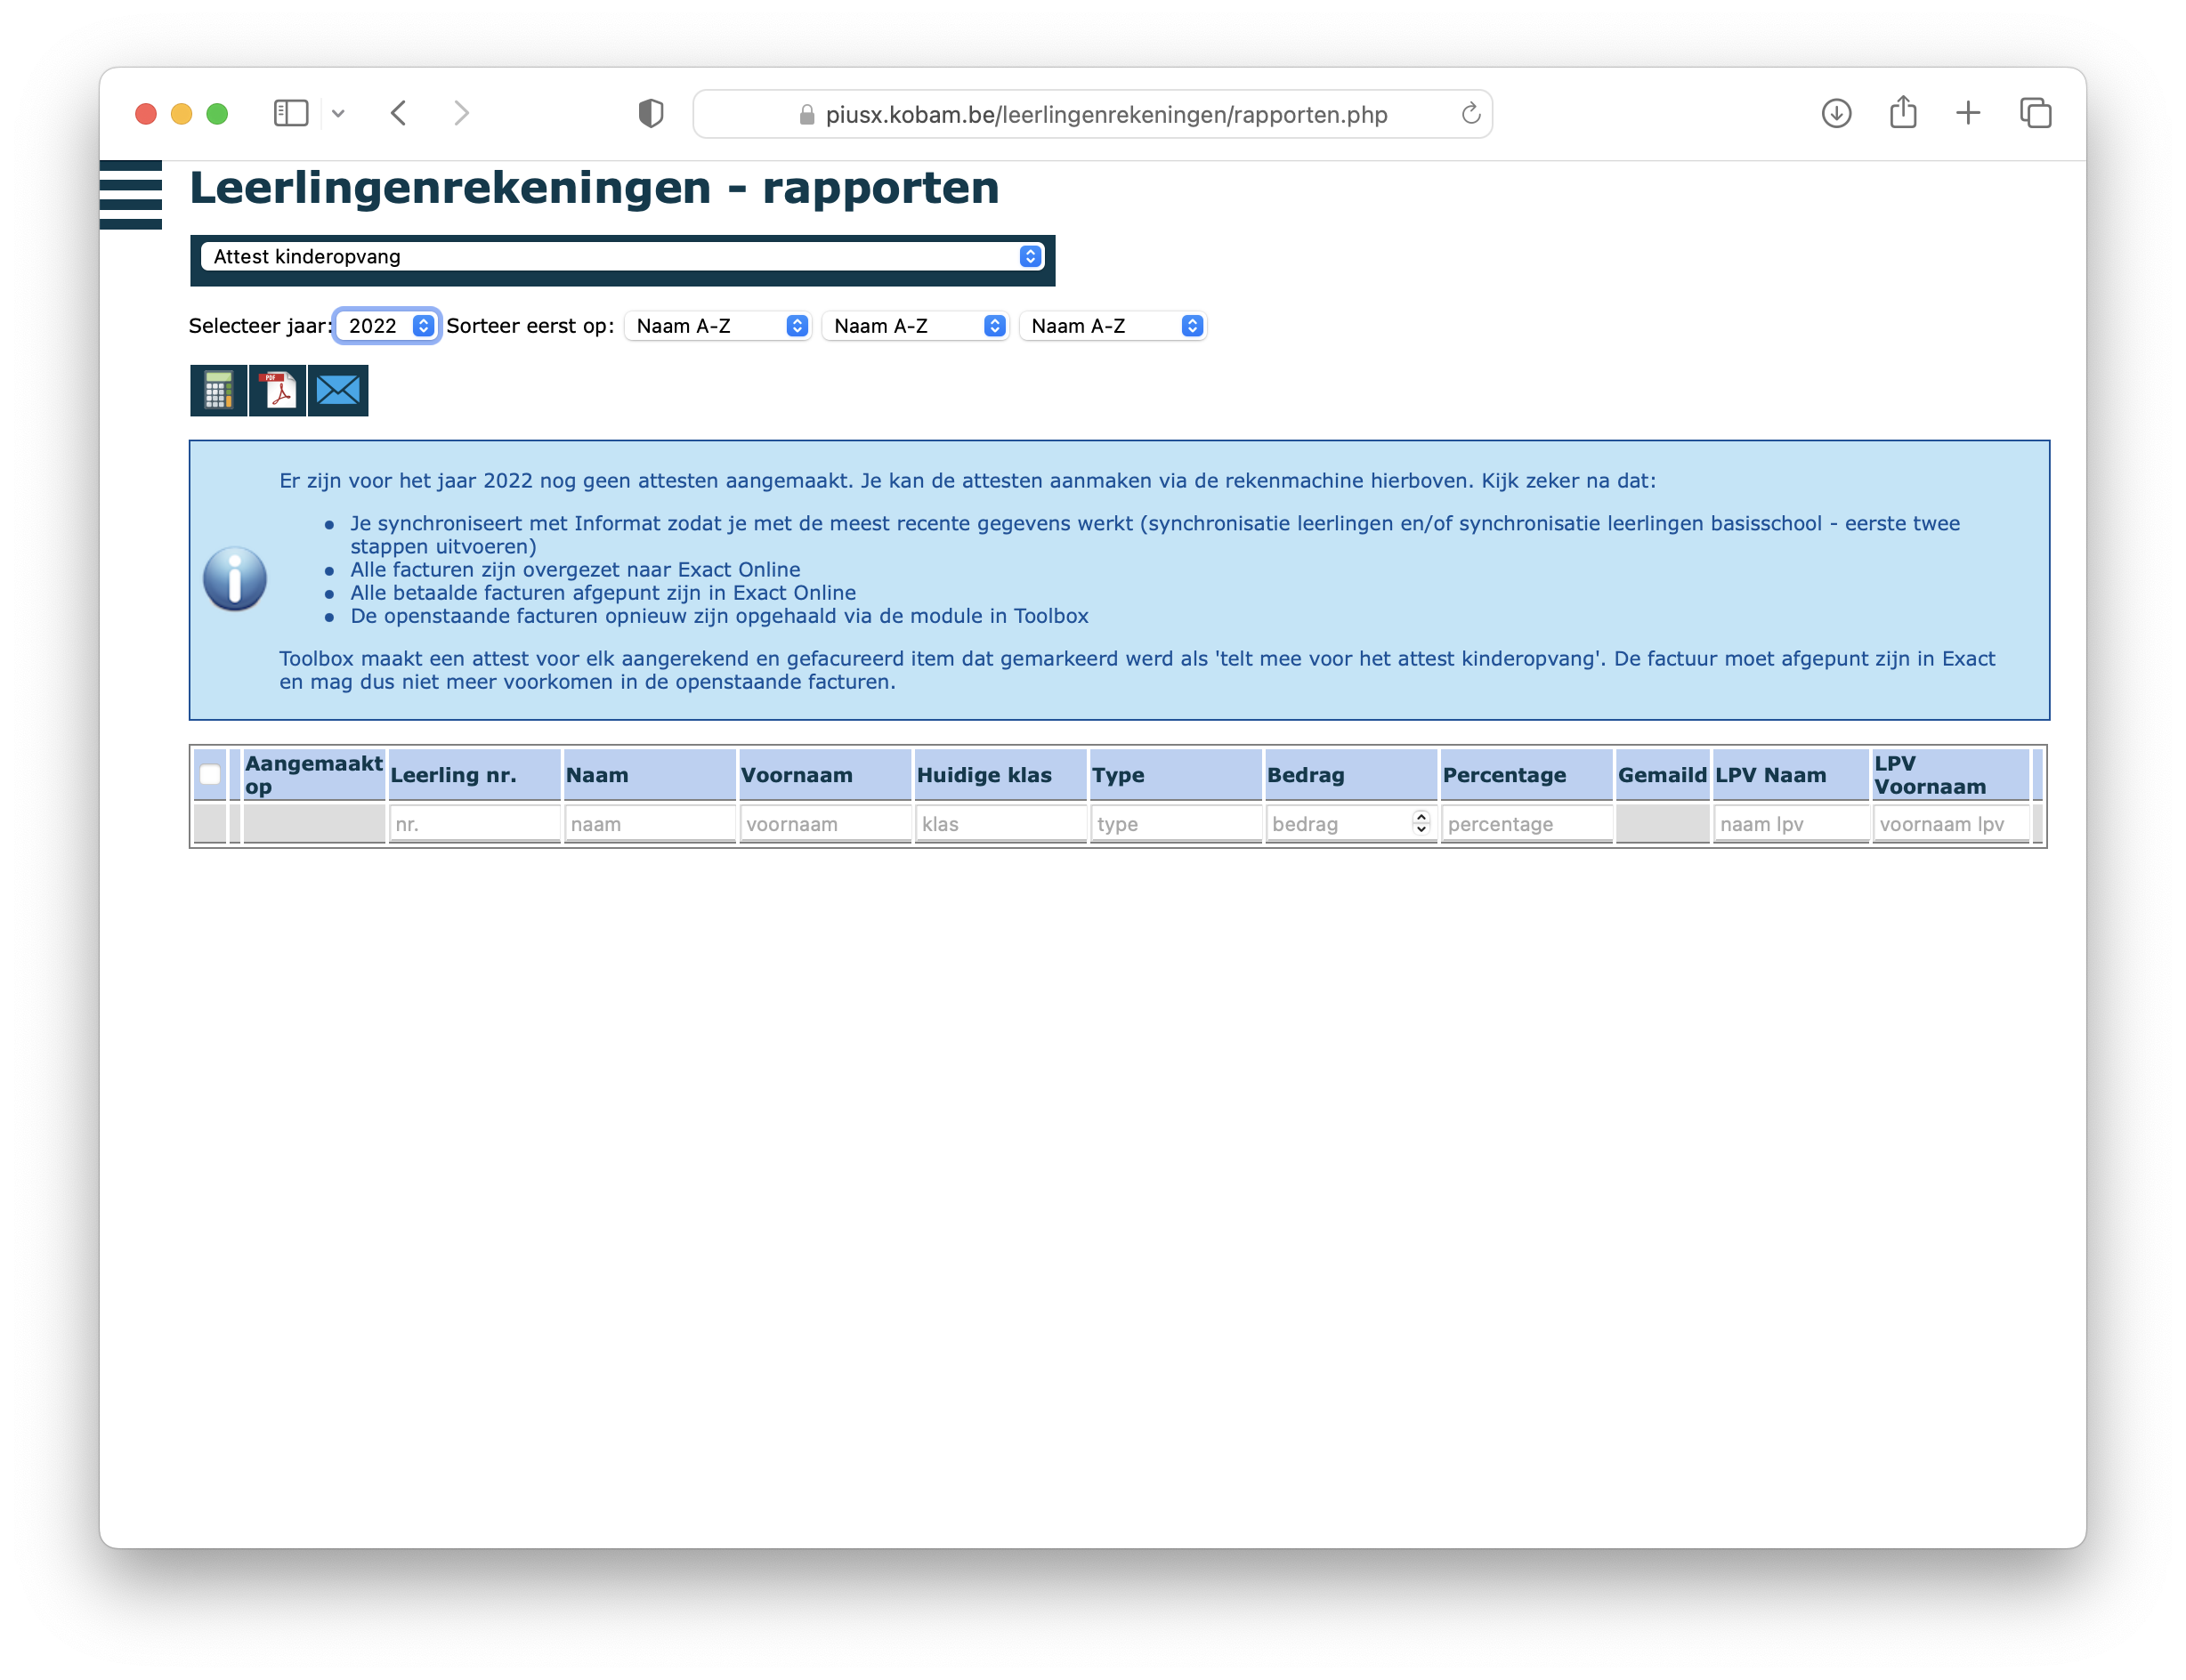 piusx.kobam.be/leerlingenrekeningen/rapporten.php
Leerlingenrekeningen - rapporten
Attest kinderopvang
Selecteer jaar: 2022 Sorteer eerst op: Naam A-Z Naam A-Z Naam A-Z
PDF
Er zijn voor het jaar 2022 nog geen attesten aangemaakt. Je kan de attesten aanmaken via de rekenmachine hierboven. Kijk zeker na dat:
• Je synchroniseert met Informat zodat je met de meest recente gegevens werkt (synchronisatie leerlingen en/of synchronisatie leerlingen basisschool - eerste twee
stappen uitvoeren)
• Alle facturen zijn overgezet naar Exact Online
• Alle betaalde facturen afgepunt zijn in Exact Online
• De openstaande facturen opnieuw zijn opgehaald via de module in Toolbox
Toolbox maakt een attest voor elk aangerekend en gefacureerd item dat gemarkeerd werd als 'telt mee voor het attest kinderopvang'. De factuur moet afgepunt zijn in Exact
en mag dus niet meer voorkomen in de openstaande facturen.
Aangemaakt op Leerling nr. Naam Voornaam Huidige klas Type Bedrag Percentage Gemaild LPV Naam LPV Voornaam
nr. naam voornaam klas type bedrag percentage naam lpv voornaam lpv